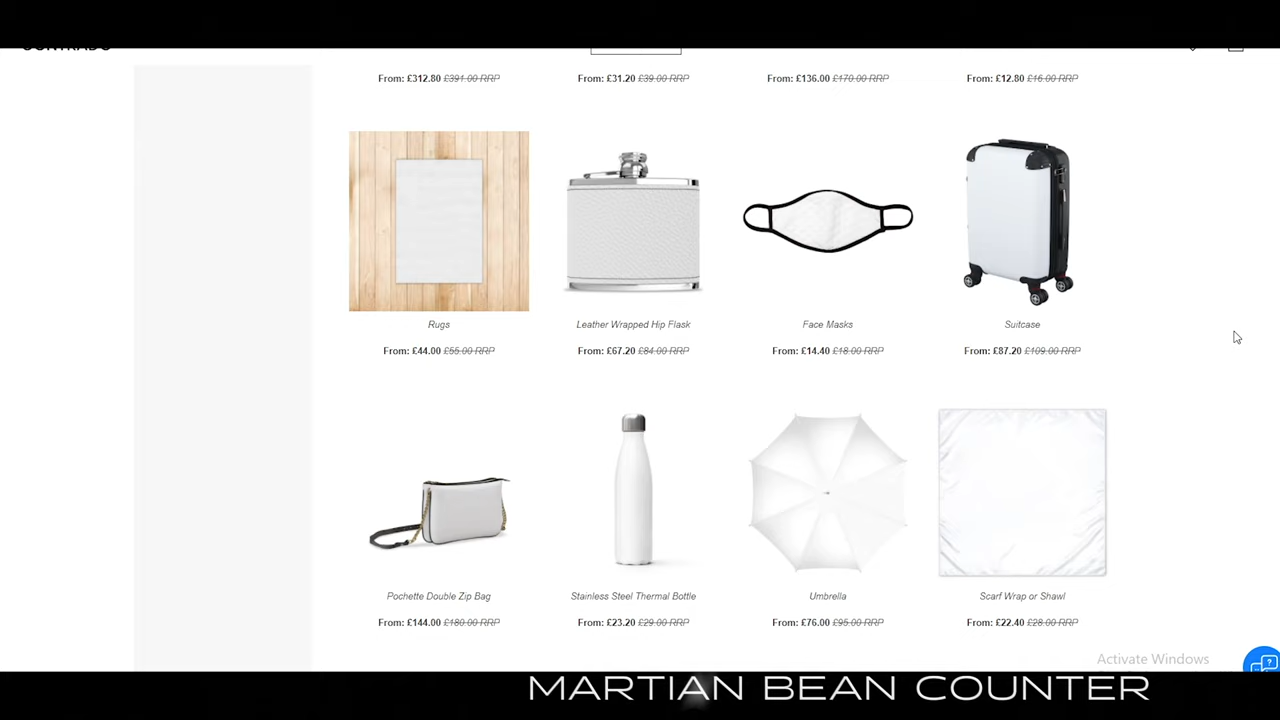 From: £312.80 £391.00 RRP
From: £31.20 £39.00 RRP
From: £136.00 £170.00 RRP
From: £12.80 £16.00 RRP
Rugs
Leather Wrapped Hip Flask
Face Masks
Suitcase
From: £44.00 £55.00 RRP
From: £67.20 £84.00 RRP
From: £14.40 £18.00 RRP
From: £87.20 £109.00 RRP
Pochette Double Zip Bag
Stainless Steel Thermal Bottle
Umbrella
Scarf Wrap or Shawl
From: £144.00 £180.00 RRP
From: £23.20 £29.00 RRP
From: £76.00 £95.00 RRP
From: £22.40 £28.00 RRP
Activate Windows
MARTIAN BEAN COUNTER